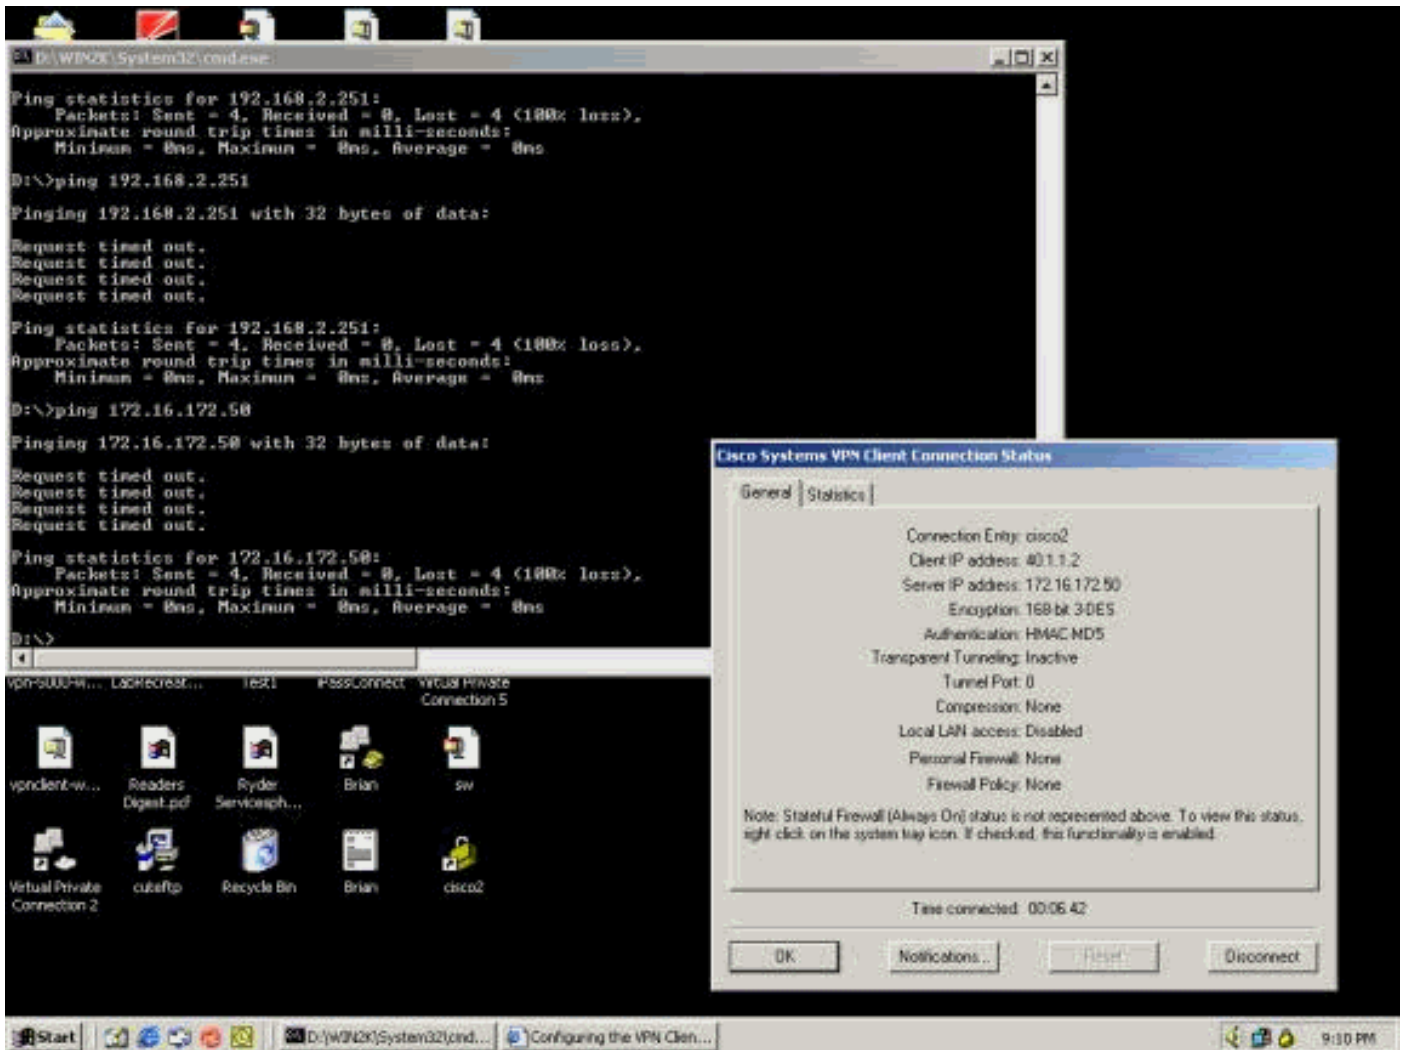 D:\WIN2K\System32\cmd.exe
Ping statistics for 192.168.2.251:
Packets: Sent = 4, Received = 0, Lost = 4 (100% loss),
Approximate round trip times in milli-seconds:
Minimum = 0ms, Maximum = 0ms, Average = 0ms
D:\>ping 192.168.2.251
Pinging 192.168.2.251 with 32 bytes of data:
Request timed out.
Request timed out.
Request timed out.
Request timed out.
Ping statistics for 192.168.2.251:
Packets: Sent = 4, Received = 0, Lost = 4 (100% loss),
Approximate round trip times in milli-seconds:
Minimum = 0ms, Maximum = 0ms, Average = 0ms
D:\>ping 172.16.172.50
Pinging 172.16.172.50 with 32 bytes of data:
Request timed out.
Request timed out.
Request timed out.
Request timed out.
Ping statistics for 172.16.172.50:
Packets: Sent = 4, Received = 0, Lost = 4 (100% loss),
Approximate round trip times in milli-seconds:
Minimum = 0ms, Maximum = 0ms, Average = 0ms
D:\>
Cisco Systems VPN Client Connection Status
General Statistics
Connection Entry: cisco2
Client IP address: 40.1.1.2
Server IP address: 172.16.172.50
Encryption: 168-bit 3-DES
Authentication: HMAC-MD5
Transparent Tunneling: Inactive
Tunnel Port: 0
Compression: None
Local LAN access: Disabled
Personal Firewall: None
Firewall Policy: None
Note: Stateful Firewall (Always On) status is not represented above. To view this status,
right click on the system tray icon. If checked, this functionality is enabled.
Time connected: 00:06.42
OK Notifications... Reset Disconnect
vpn-5000-w... LabRecreat... Test1 PassConnect Virtual Private
Connection 5
vpnclient-w... Readers Ryder Brian sw
Digest.pcf Servicesph...
Virtual Private cuteftp Recycle Bin Brian cisco2
Connection 2
Start D:\WIN2K\System32\cmd... Configuring the VPN Clien... 9:10 PM